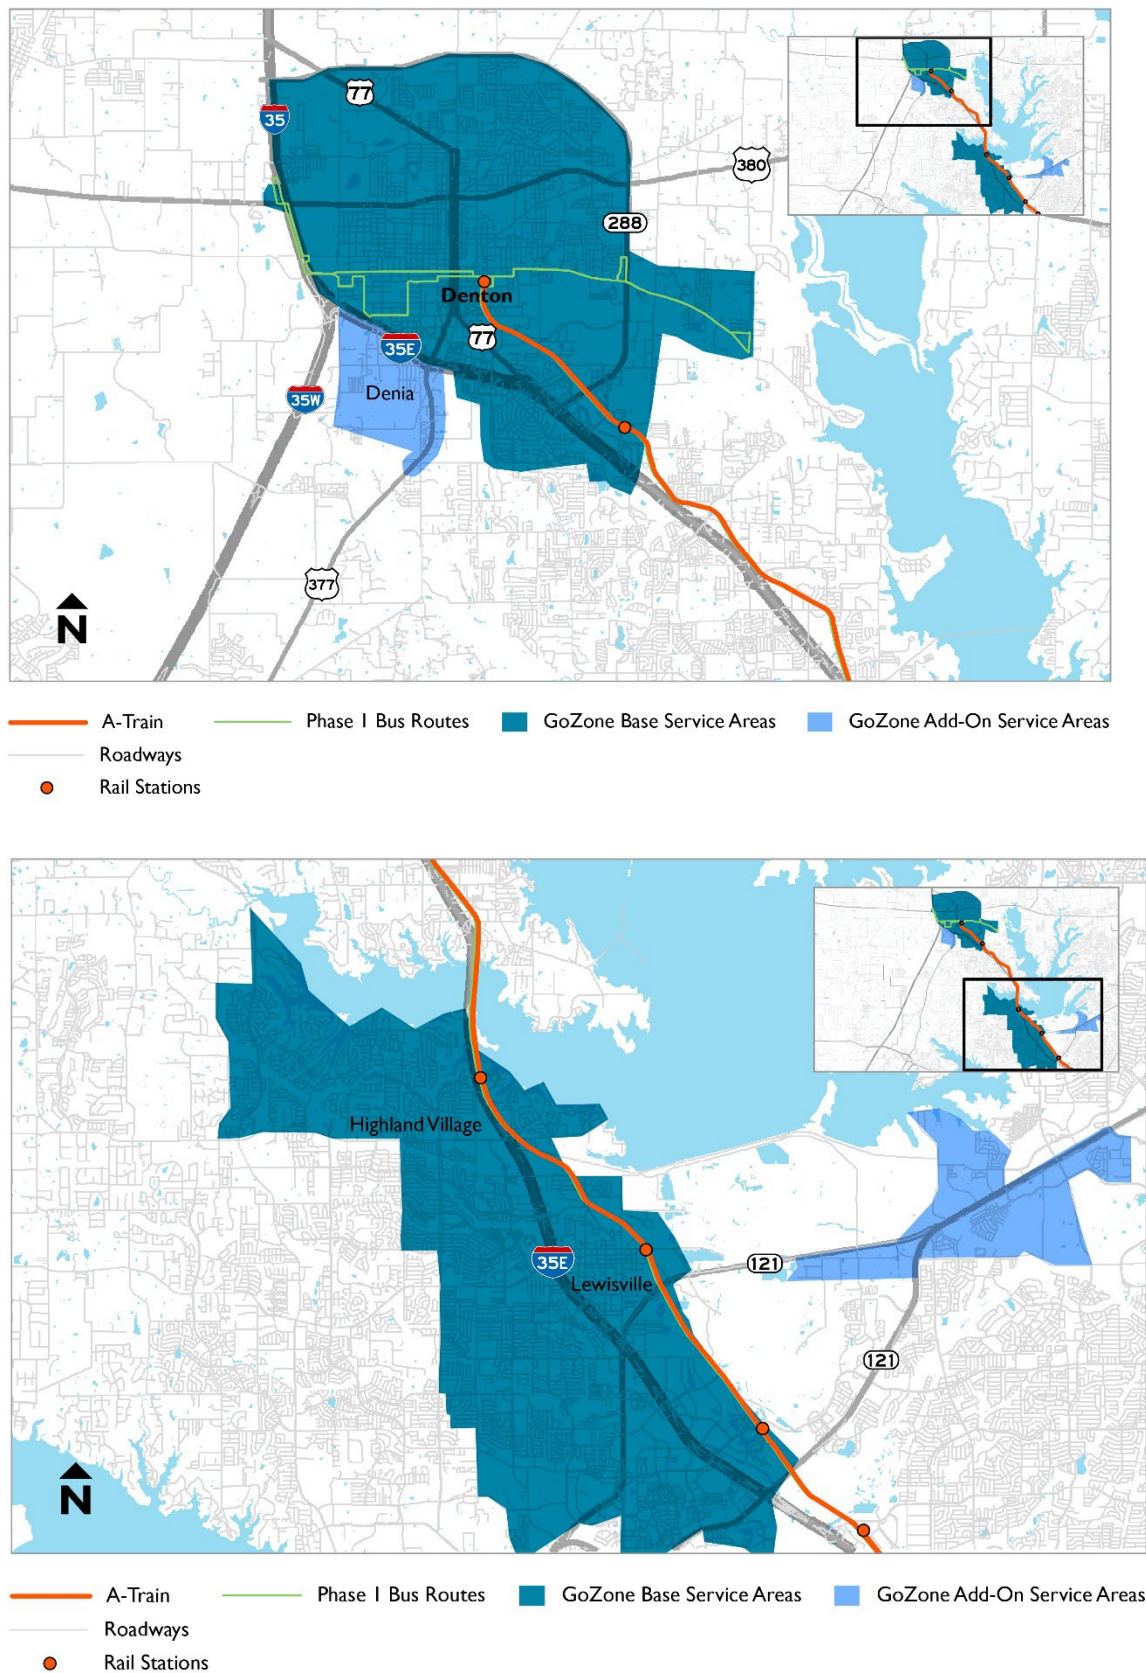 77
35
380
288
Denton
77
35E
Denia
35W
377
N
A-Train
Phase 1 Bus Routes
GoZone Base Service Areas
GoZone Add-On Service Areas
Roadways
Rail Stations
Highland Village
35E
121
Lewisville
121
N
A-Train
Phase 1 Bus Routes
GoZone Base Service Areas
GoZone Add-On Service Areas
Roadways
Rail Stations